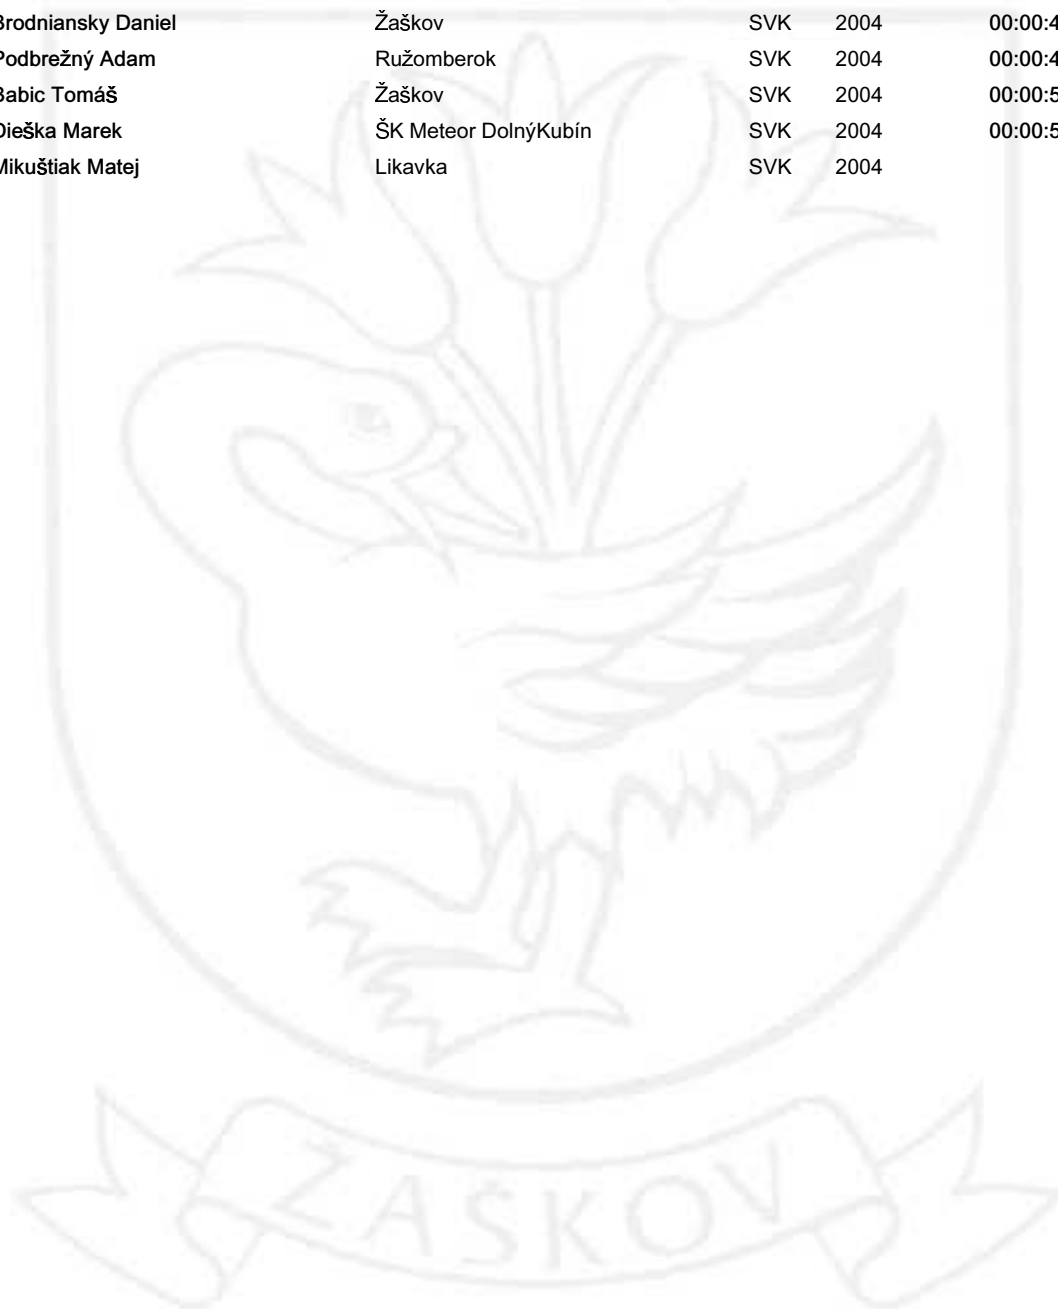 Brodniansky Daniel Žaškov SVK 2004 00:00:4
Podbrežný Adam Ružomberok SVK 2004 00:00:4
Babic Tomáš Žaškov SVK 2004 00:00:5
Dieška Marek ŠK Meteor DolnýKubín SVK 2004 00:00:5
Mikuštiak Matej Likavka SVK 2004
ŽAŠKOV